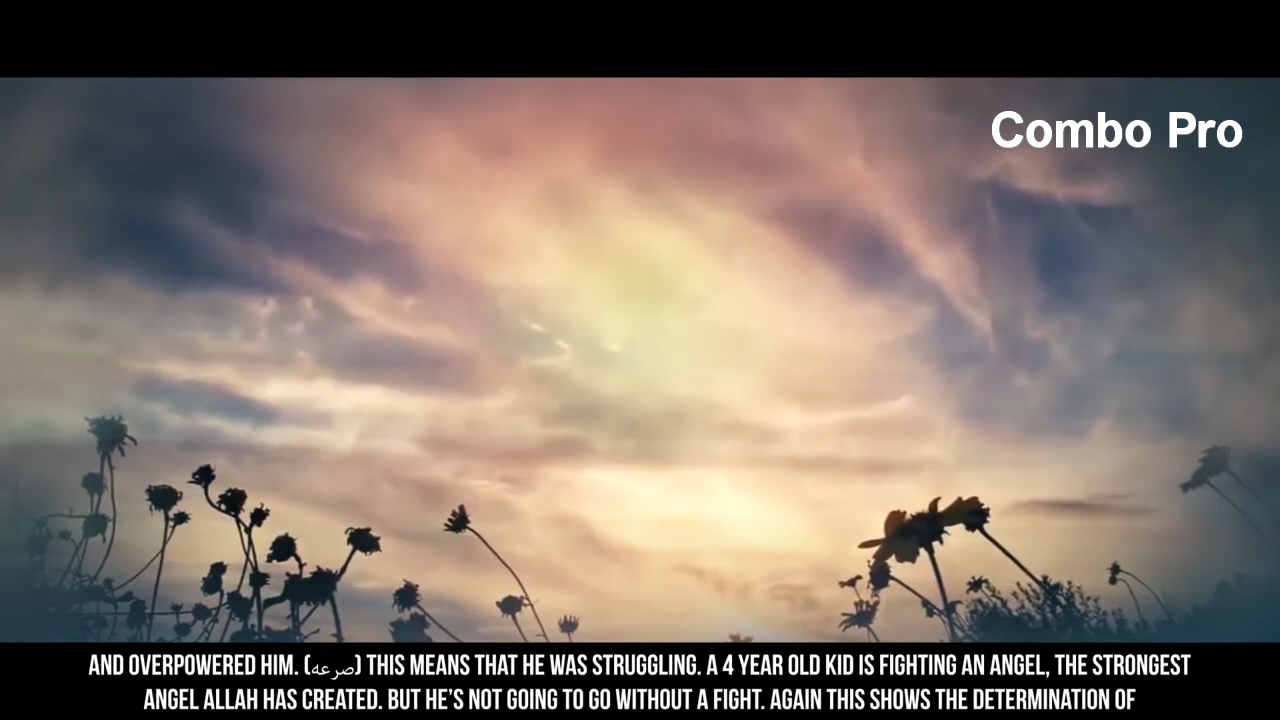 Combo Pro
AND OVERPOWERED HIM. (صرعه) THIS MEANS THAT HE WAS STRUGGLING. A 4 YEAR OLD KID IS FIGHTING AN ANGEL, THE STRONGEST
ANGEL ALLAH HAS CREATED. BUT HE'S NOT GOING TO GO WITHOUT A FIGHT. AGAIN THIS SHOWS THE DETERMINATION OF